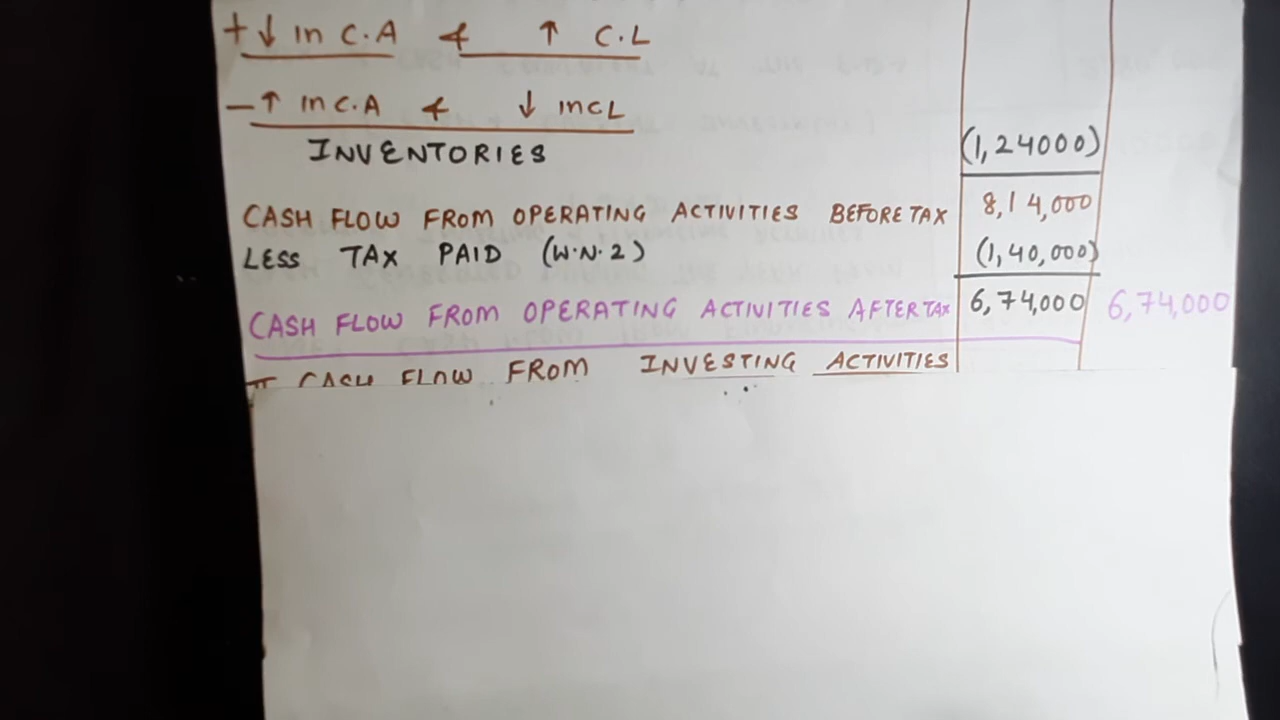 +↓ in C.A & ↑ C.L
-↑ in C.A & ↓ in CL
INVENTORIES (1,24000)
CASH FLOW FROM OPERATING ACTIVITIES BEFORE TAX 8,14,000
LESS TAX PAID (W.N.2) (1,40,000)
CASH FLOW FROM OPERATING ACTIVITIES AFTER TAX 6,74,000 6,74,000
II CASH FLOW FROM INVESTING ACTIVITIES